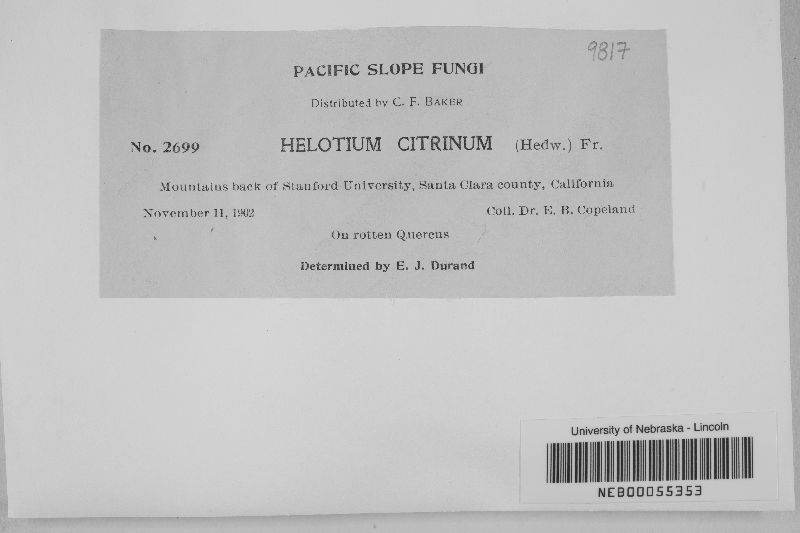 9817
PACIFIC SLOPE FUNGI
Distributed by C. F. BAKER
No. 2699 HELOTIUM CITRINUM (Hedw.) Fr.
Mountains back of Stanford University, Santa Clara county, California
November 11, 1902 Coll. Dr. E. B. Copeland
On rotten Quercus
Determined by E. J. Durand
University of Nebraska - Lincoln
NEB00055353